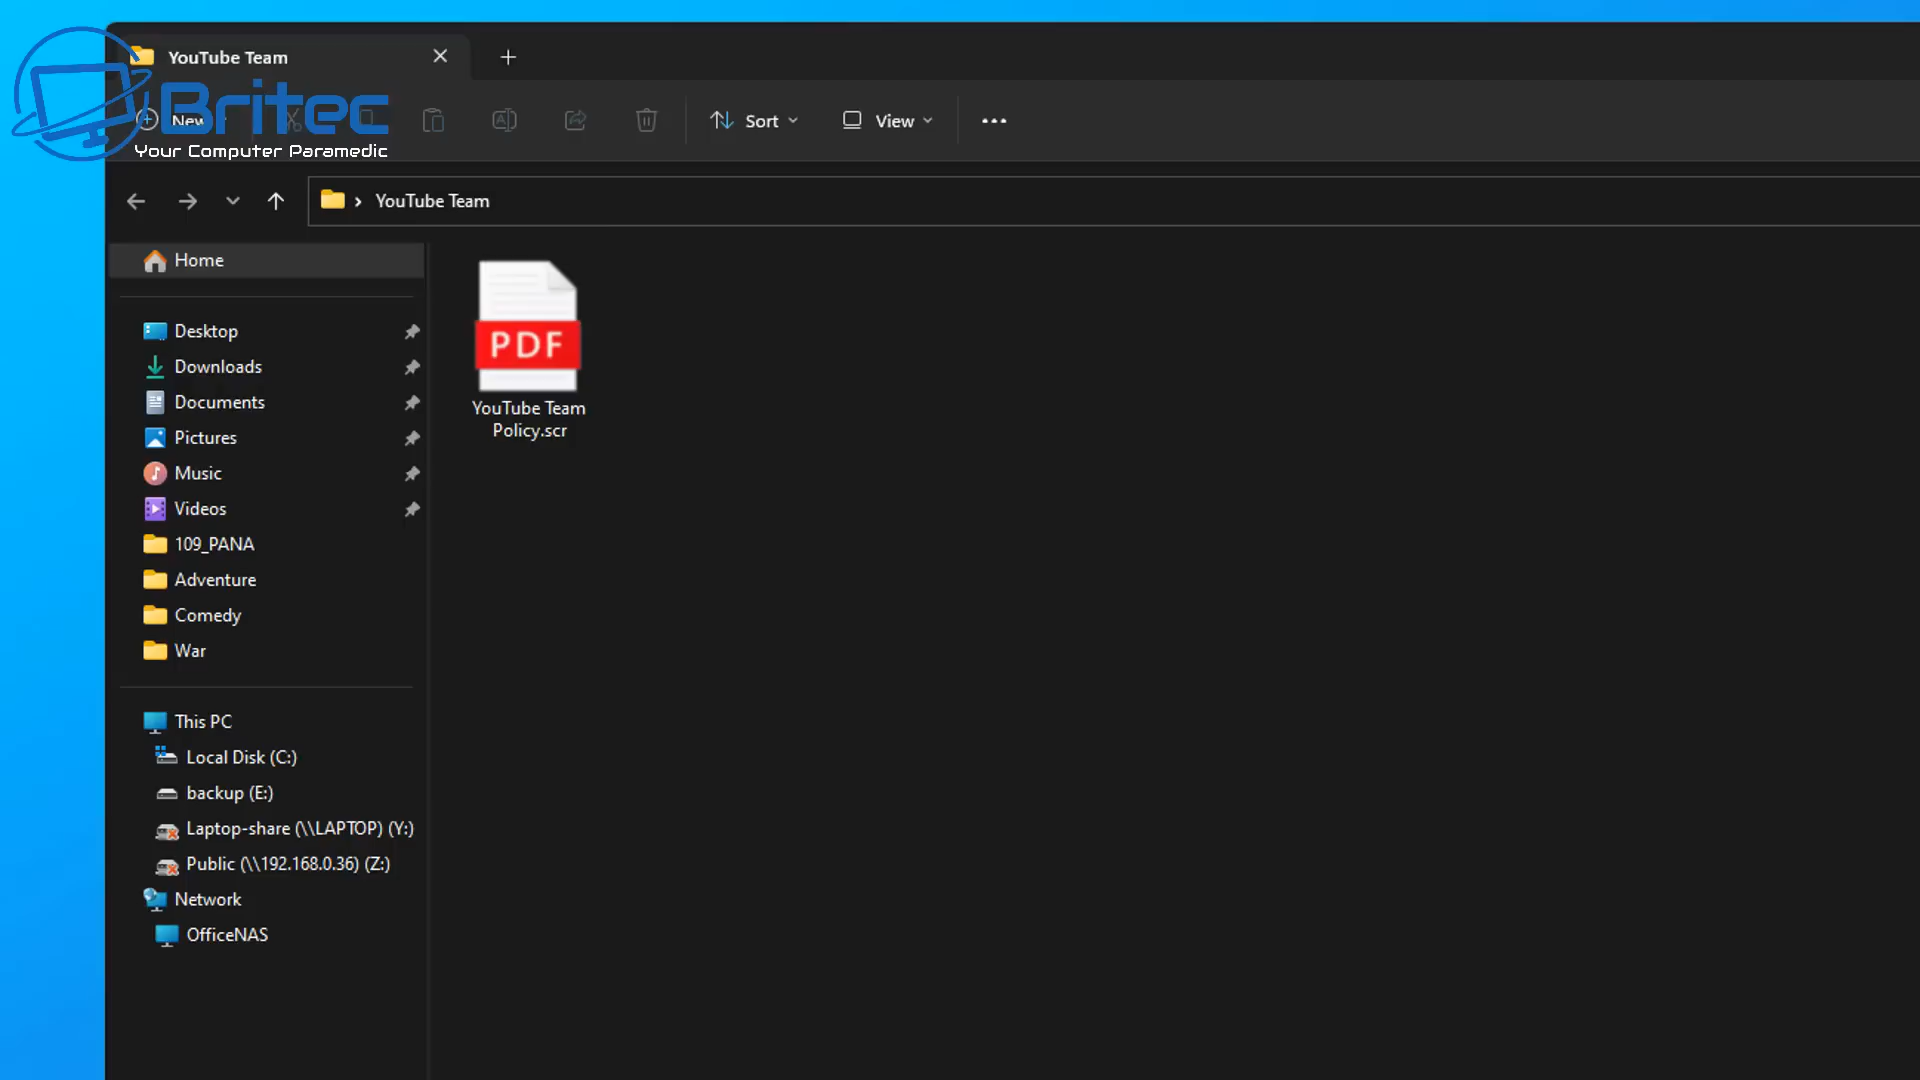 YouTube Team
Britec
Your Computer Paramedic
New
Sort
View
YouTube Team
Home
Desktop
Downloads
Documents
Pictures
Music
Videos
109_PANA
Adventure
Comedy
War
This PC
Local Disk (C:)
backup (E:)
Laptop-share (\\LAPTOP) (Y:)
Public (\\192.168.0.36) (Z:)
Network
OfficeNAS
PDF
YouTube Team
Policy.scr